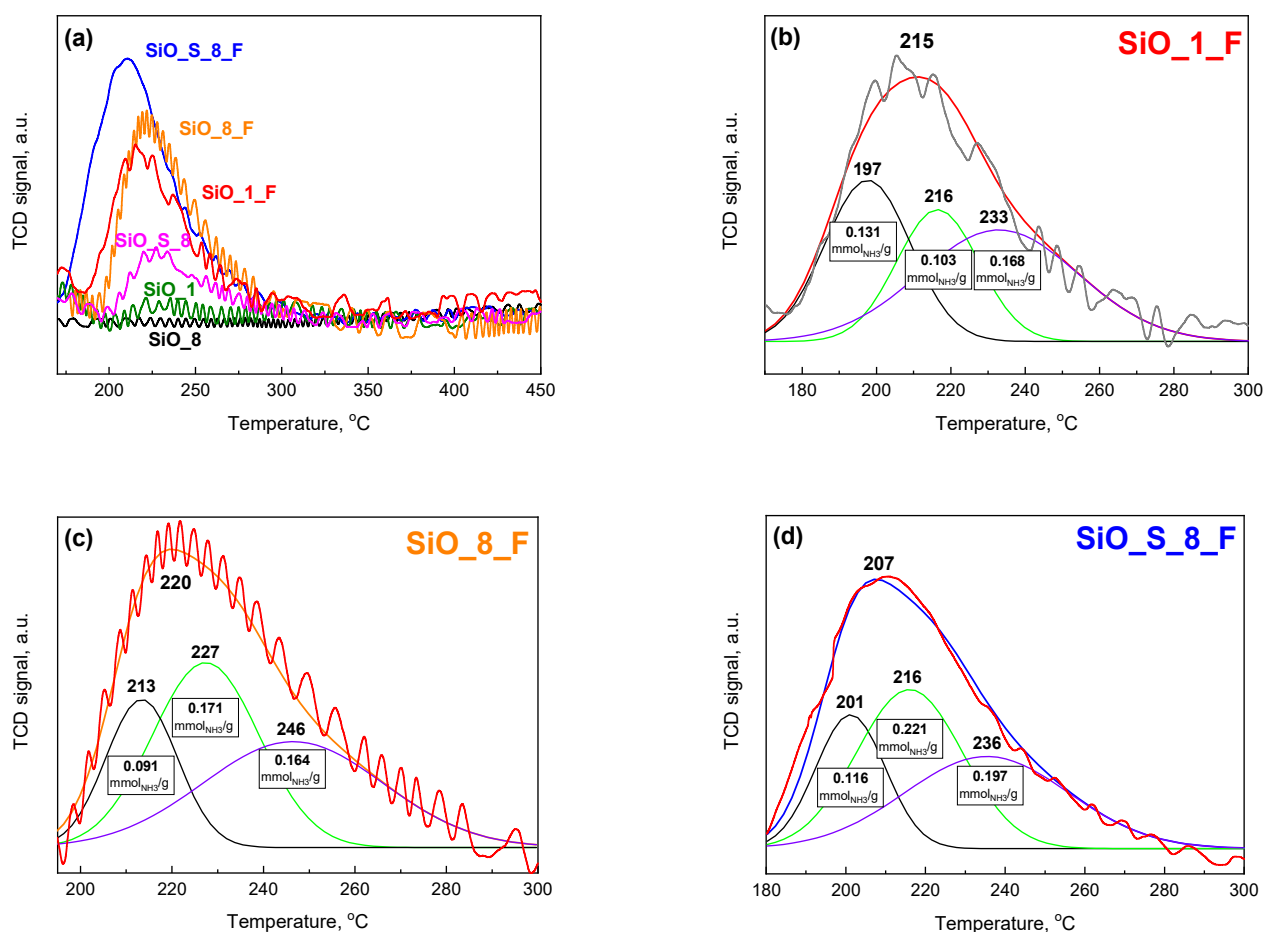 (a)
SiO_S_8_F
SiO_8_F
SiO_1_F
SiO_S_8
SiO_1
SiO_8
TCD signal, a.u.
200 250 300 350 400 450
Temperature, °C
(b)
SiO_1_F
215
197
216
233
0.131
mmolNH3/g
0.103
mmolNH3/g
0.168
mmolNH3/g
TCD signal, a.u.
180 200 220 240 260 280 300
Temperature, °C
(c)
SiO_8_F
220
227
213
246
0.171
mmolNH3/g
0.091
mmolNH3/g
0.164
mmolNH3/g
TCD signal, a.u.
200 220 240 260 280 300
Temperature, °C
(d)
SiO_S_8_F
207
216
201
236
0.221
mmolNH3/g
0.116
mmolNH3/g
0.197
mmolNH3/g
TCD signal, a.u.
180 200 220 240 260 280 300
Temperature, °C